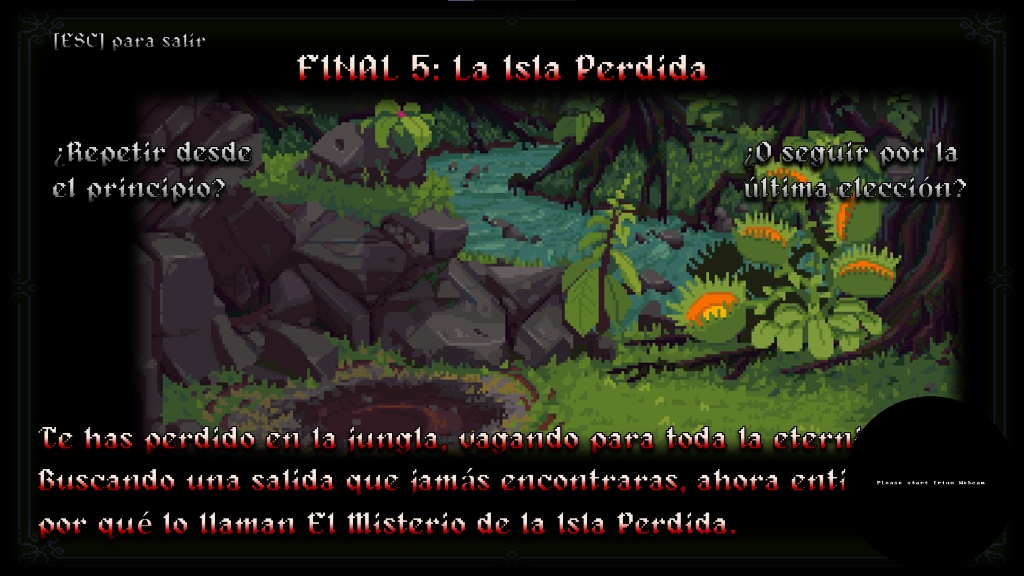 [ESC] para salir
FINAL 5: La Isla Perdida
¿Repetir desde
el principio?
¿O seguir por la
última elección?
Te has perdido en la jungla, vagando para toda la
Buscando una salida que jamás encontraras, ahora
por qué lo llaman El Misterio de la Isla Perdida.
Please start Iriun Webcam